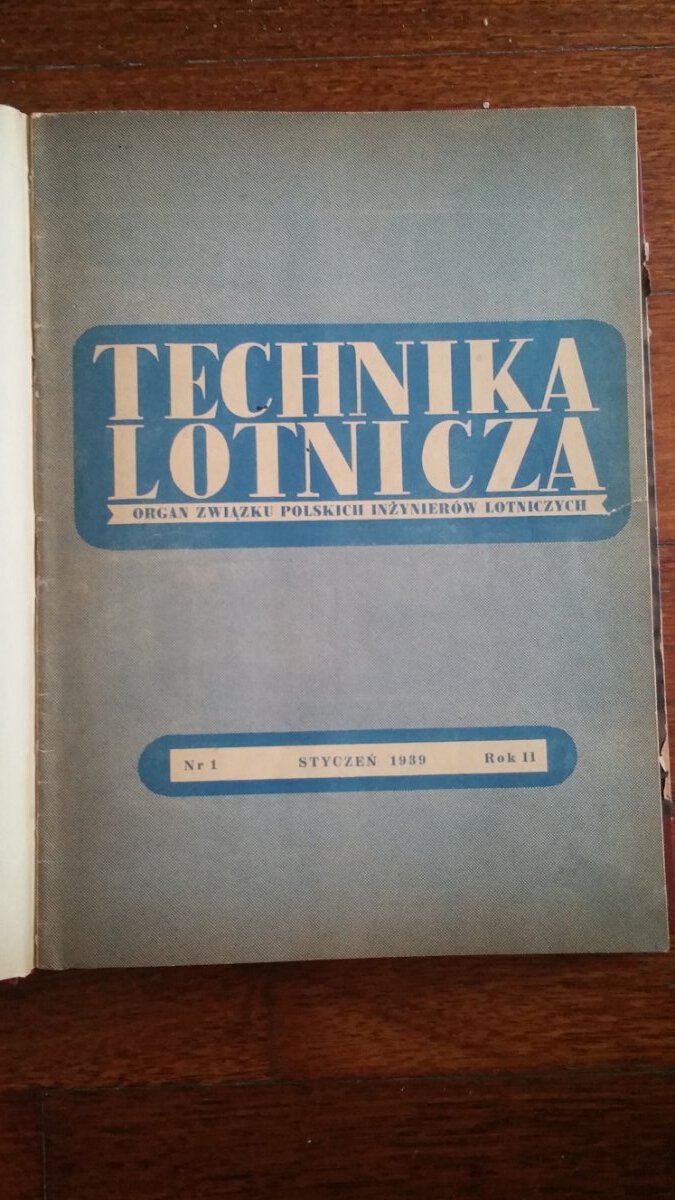 TECHNIKA
LOTNICZA
ORGAN ZWIĄZKU POLSKICH INŻYNIERÓW LOTNICZYCH
Nr 1 STYCZEŃ 1939 Rok II